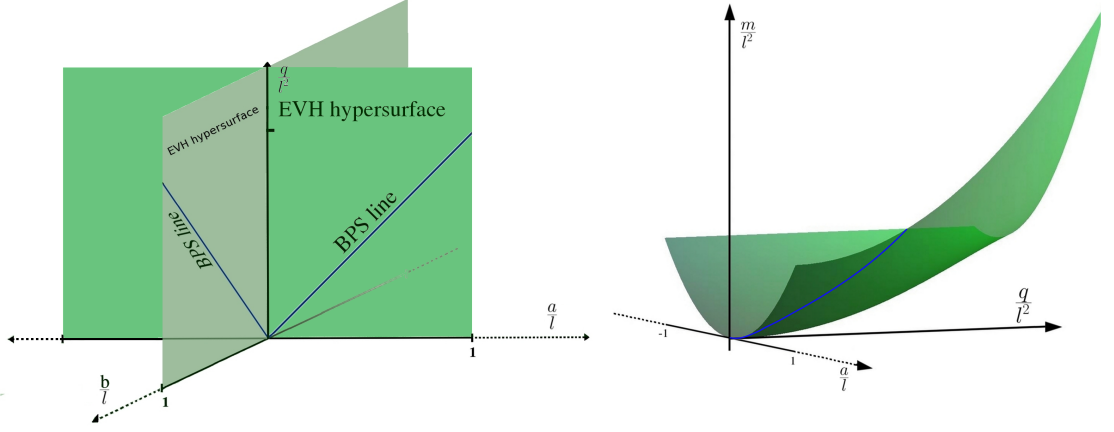 q/l²
EVH hypersurface
EVH hypersurface
BPS line
BPS line
a/l
1
b/l
1
m/l²
q/l²
-1
1
a/l